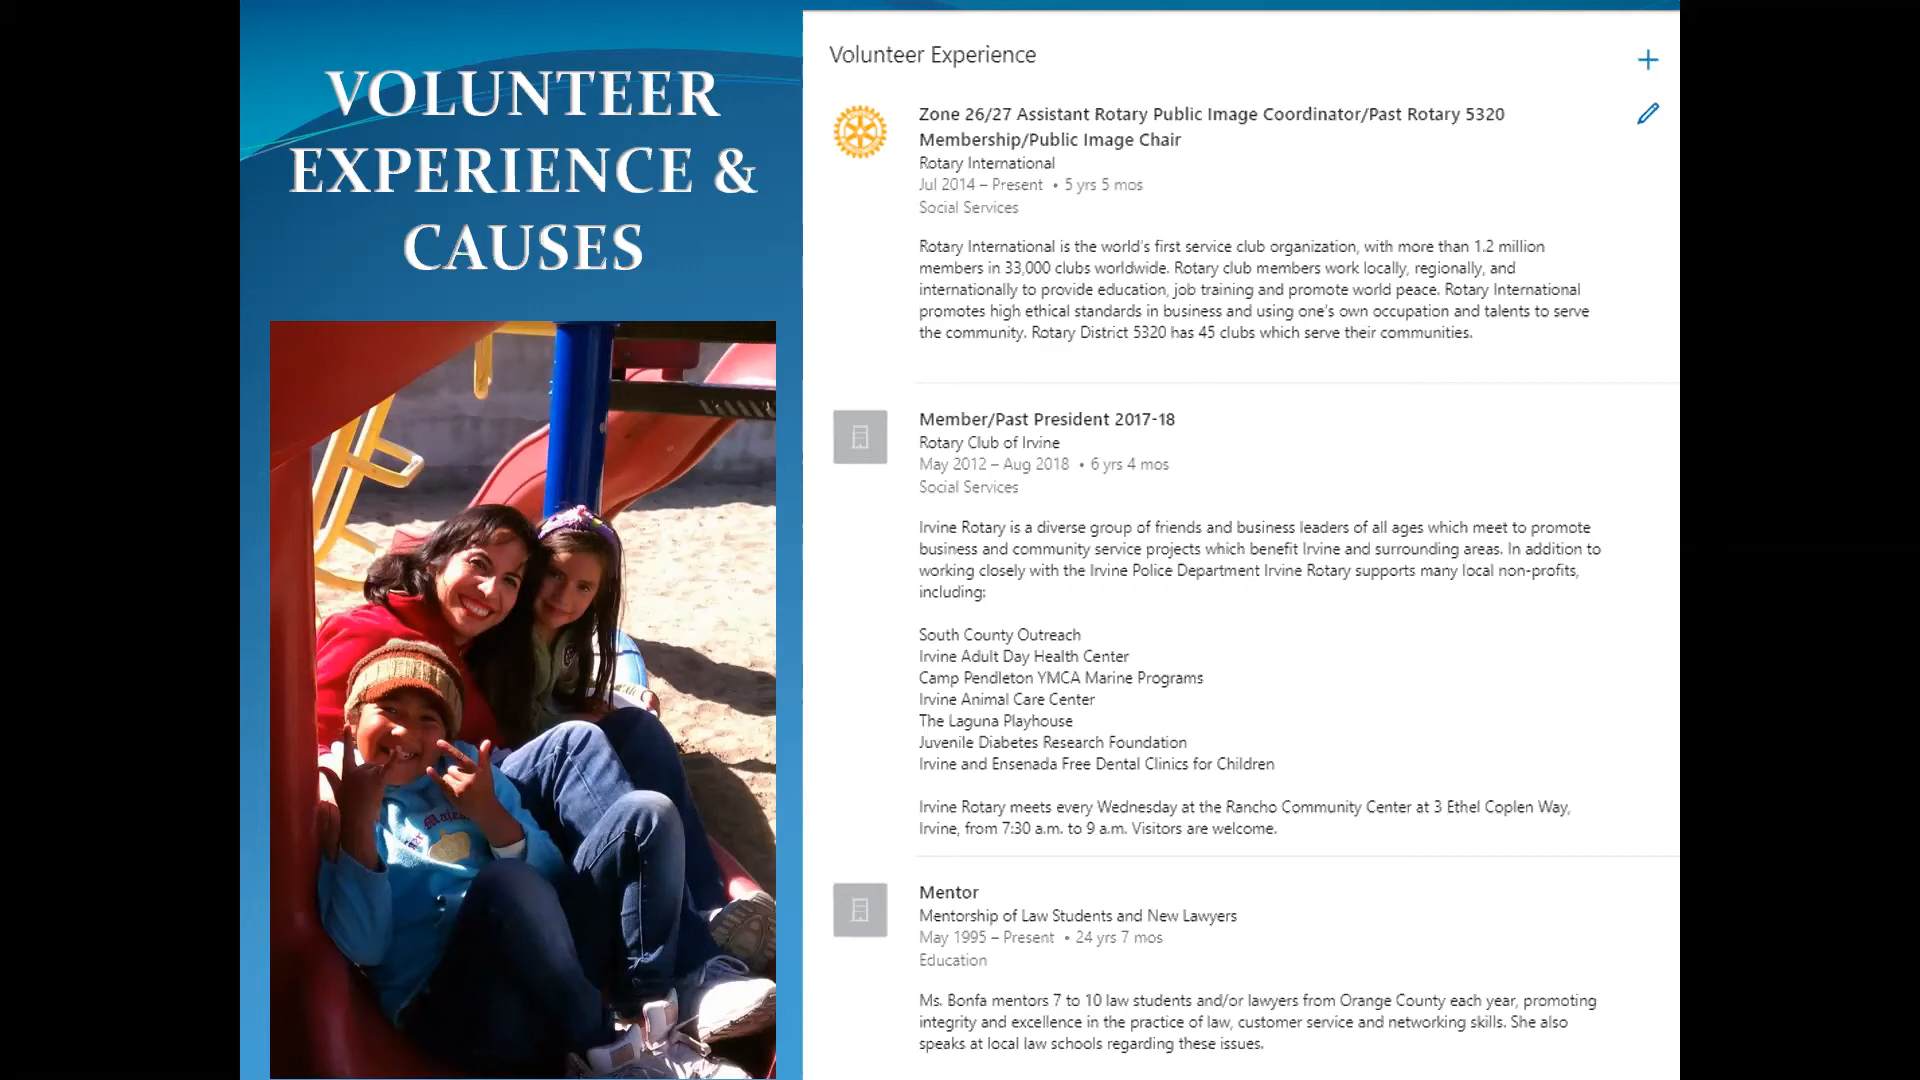 VOLUNTEER
EXPERIENCE &
CAUSES
Volunteer Experience
Zone 26/27 Assistant Rotary Public Image Coordinator/Past Rotary 5320
Membership/Public Image Chair
Rotary International
Jul 2014 – Present • 5 yrs 5 mos
Social Services
Rotary International is the world's first service club organization, with more than 1.2 million
members in 33,000 clubs worldwide. Rotary club members work locally, regionally, and
internationally to provide education, job training and promote world peace. Rotary International
promotes high ethical standards in business and using one's own occupation and talents to serve
the community. Rotary District 5320 has 45 clubs which serve their communities.
Member/Past President 2017-18
Rotary Club of Irvine
May 2012 – Aug 2018 • 6 yrs 4 mos
Social Services
Irvine Rotary is a diverse group of friends and business leaders of all ages which meet to promote
business and community service projects which benefit Irvine and surrounding areas. In addition to
working closely with the Irvine Police Department Irvine Rotary supports many local non-profits,
including:
South County Outreach
Irvine Adult Day Health Center
Camp Pendleton YMCA Marine Programs
Irvine Animal Care Center
The Laguna Playhouse
Juvenile Diabetes Research Foundation
Irvine and Ensenada Free Dental Clinics for Children
Irvine Rotary meets every Wednesday at the Rancho Community Center at 3 Ethel Coplen Way,
Irvine, from 7:30 a.m. to 9 a.m. Visitors are welcome.
Mentor
Mentorship of Law Students and New Lawyers
May 1995 – Present • 24 yrs 7 mos
Education
Ms. Bonfa mentors 7 to 10 law students and/or lawyers from Orange County each year, promoting
integrity and excellence in the practice of law, customer service and networking skills. She also
speaks at local law schools regarding these issues.